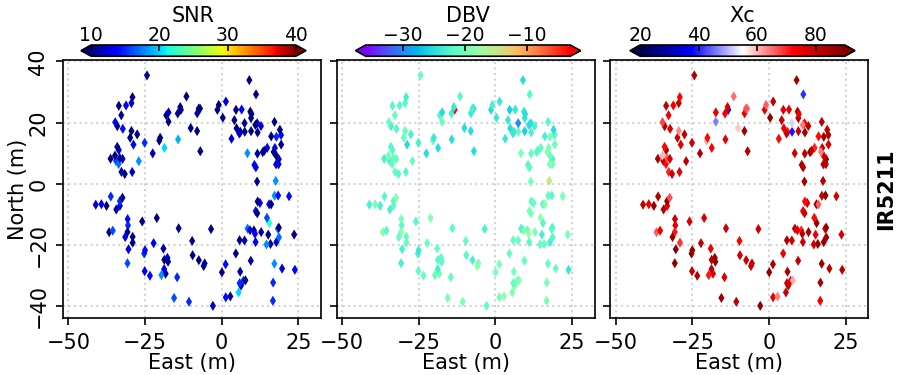 SNR DBV Xc
10 20 30 40 −30 −20 −10 20 40 60 80
40
20
0
−20
−40
North (m)
−50 −25 0 25 −50 −25 0 25 −50 −25 0 25
East (m) East (m) East (m)
IR5211